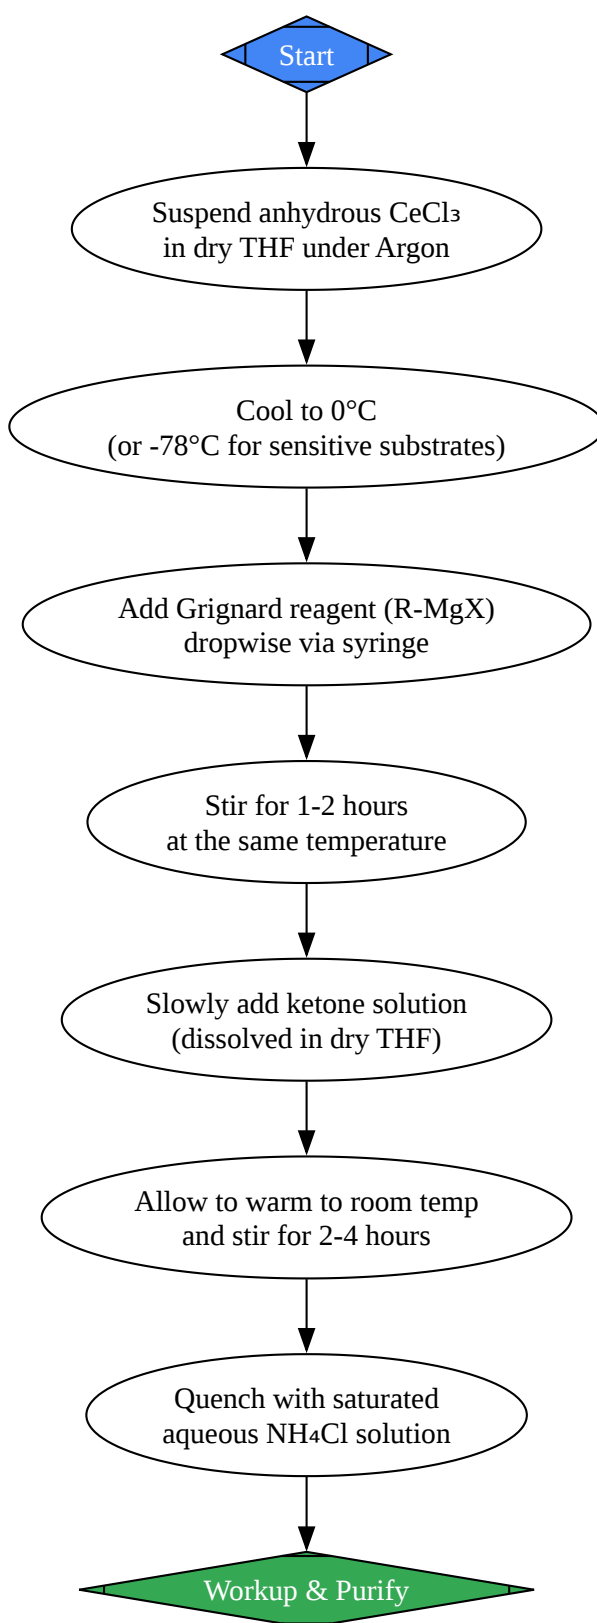 Start
Suspend anhydrous CeCl₃
in dry THF under Argon
Cool to 0°C
(or -78°C for sensitive substrates)
Add Grignard reagent (R-MgX)
dropwise via syringe
Stir for 1-2 hours
at the same temperature
Slowly add ketone solution
(dissolved in dry THF)
Allow to warm to room temp
and stir for 2-4 hours
Quench with saturated
aqueous NH₄Cl solution
Workup & Purify